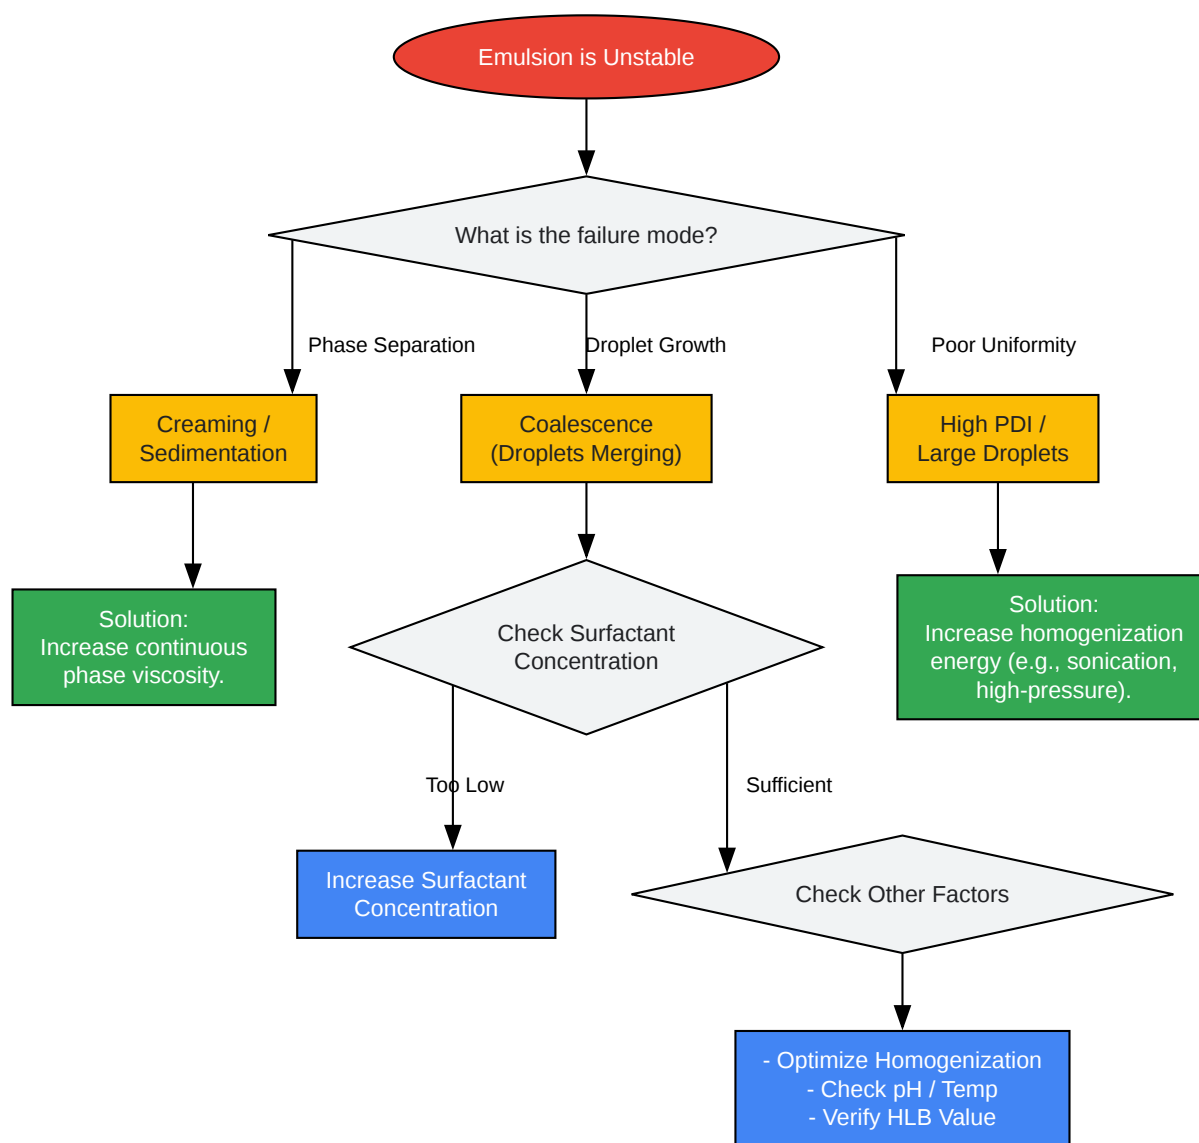 Emulsion is Unstable
What is the failure mode?
Phase Separation
Droplet Growth
Poor Uniformity
Creaming /
Sedimentation
Coalescence
(Droplets Merging)
High PDI /
Large Droplets
Solution:
Increase continuous
phase viscosity.
Check Surfactant
Concentration
Solution:
Increase homogenization
energy (e.g., sonication,
high-pressure).
Too Low
Sufficient
Increase Surfactant
Concentration
Check Other Factors
- Optimize Homogenization
- Check pH / Temp
- Verify HLB Value